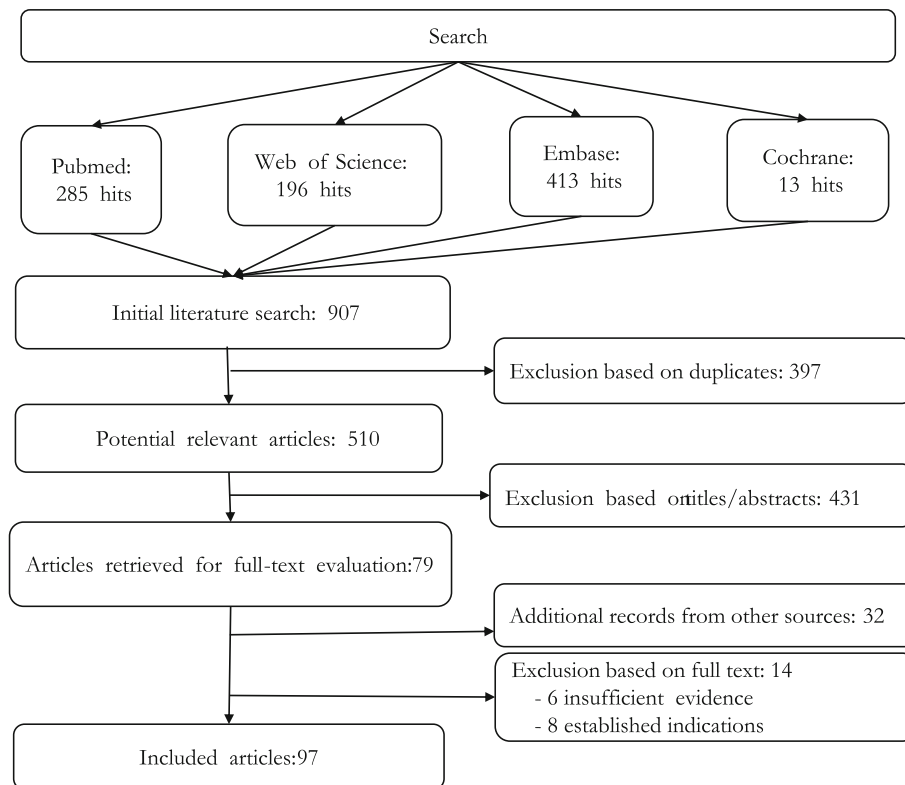 Search
Pubmed:
285 hits
Web of Science:
196 hits
Embase:
413 hits
Cochrane:
13 hits
Initial literature search: 907
Exclusion based on duplicates: 397
Potential relevant articles: 510
Exclusion based ontitles/abstracts: 431
Articles retrieved for full-text evaluation:79
Additional records from other sources: 32
Exclusion based on full text: 14
- 6 insufficient evidence
- 8 established indications
Included articles:97